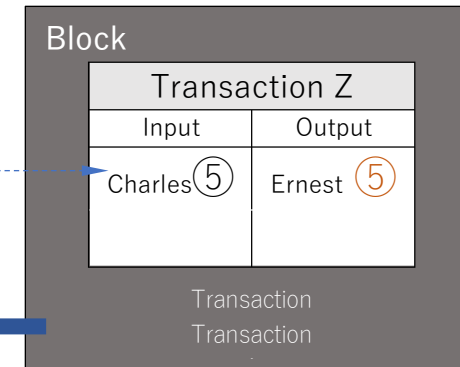 Block
Transaction Z
Input Output
Charles⑤ Ernest ⑤
Transaction
Transaction